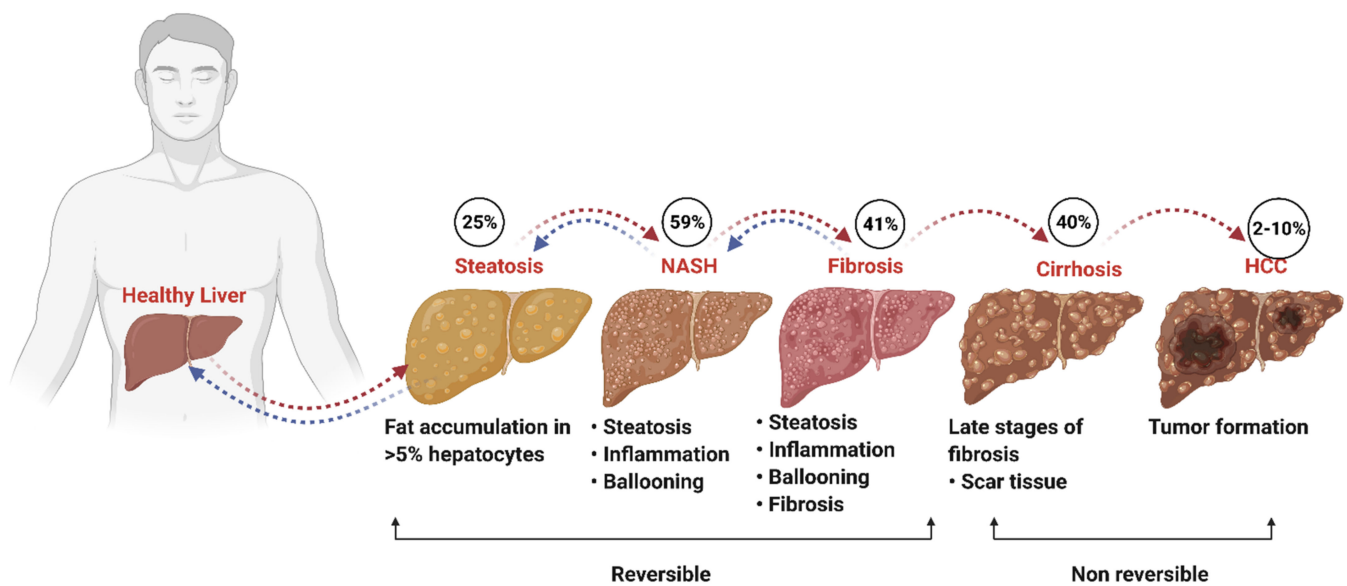 25%
59%
41%
40%
2-10%
Steatosis
NASH
Fibrosis
Cirrhosis
HCC
Healthy Liver
Fat accumulation in
>5% hepatocytes
• Steatosis
• Inflammation
• Ballooning
• Steatosis
• Inflammation
• Ballooning
• Fibrosis
Late stages of
fibrosis
• Scar tissue
Tumor formation
Reversible
Non reversible